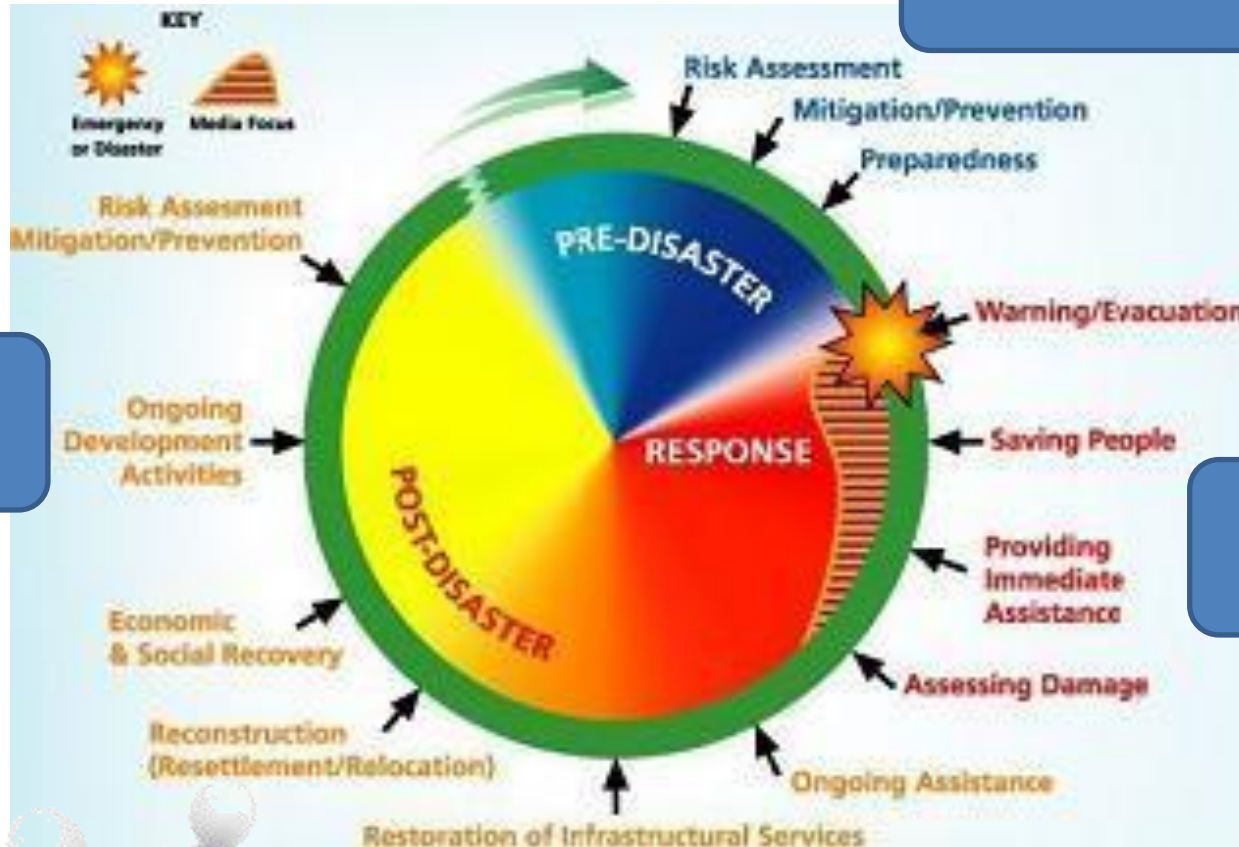 KEY
Emergency
or Disaster
Media Focus
Risk Assessment
Mitigation/Prevention
Preparedness
Warning/Evacuation
Saving People
Providing
Immediate
Assistance
Assessing Damage
Ongoing Assistance
Restoration of Infrastructural Services
Reconstruction
(Resettlement/Relocation)
Economic
& Social Recovery
Ongoing
Development
Activities
Risk Assesment
Mitigation/Prevention
PRE-DISASTER
RESPONSE
POST-DISASTER